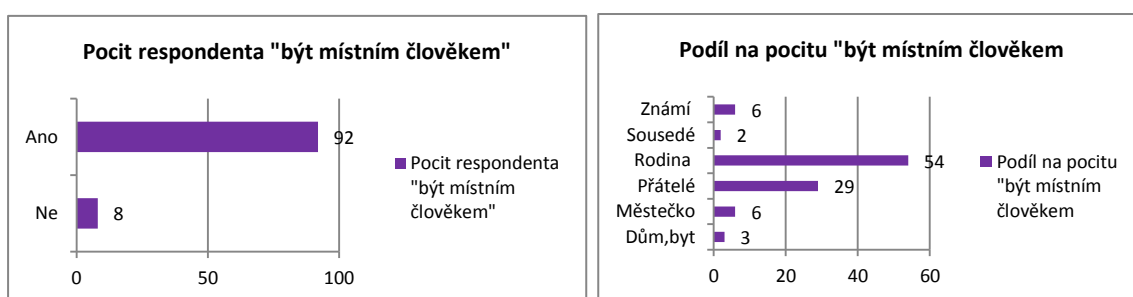 Pocit respondenta "být místním člověkem"
Ano
92
Ne
8
0
50
100
Pocit respondenta
"být místním
člověkem"
Podíl na pocitu "být místním člověkem
Známí
6
Sousedé
2
Rodina
54
Přátelé
29
Městečko
6
Dům,byt
3
0
20
40
60
Podíl na pocitu
"být místním
člověkem